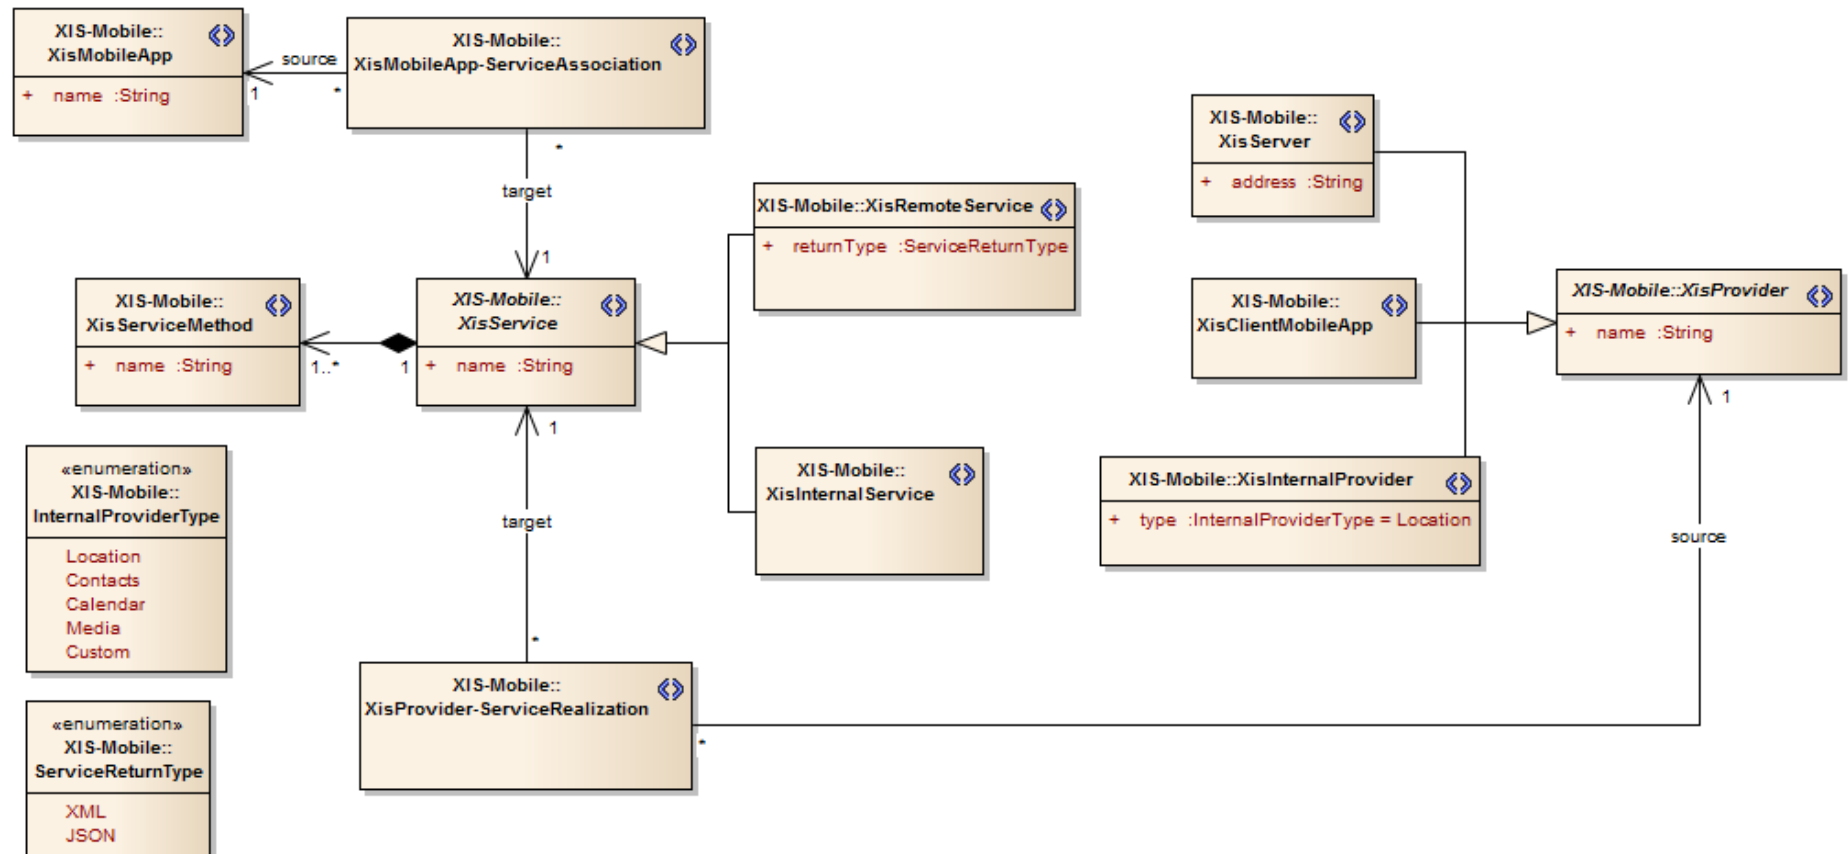 XIS-Mobile::
XisMobileApp
+ name :String
source
1
*
XIS-Mobile::
XisMobileApp-ServiceAssociation
*
target
1
XIS-Mobile::
XisServer
+ address :String
XIS-Mobile::XisRemoteService
+ returnType :ServiceReturnType
XIS-Mobile::
XisServiceMethod
+ name :String
1..*
1
XIS-Mobile::
XisService
+ name :String
XIS-Mobile::
XisClientMobileApp
XIS-Mobile::XisProvider
+ name :String
1
1
«enumeration»
XIS-Mobile::
InternalProviderType
Location
Contacts
Calendar
Media
Custom
XIS-Mobile::
XisInternalService
XIS-Mobile::XisInternalProvider
+ type :InternalProviderType = Location
target
source
*
XIS-Mobile::
XisProvider-ServiceRealization
*
«enumeration»
XIS-Mobile::
ServiceReturnType
XML
JSON